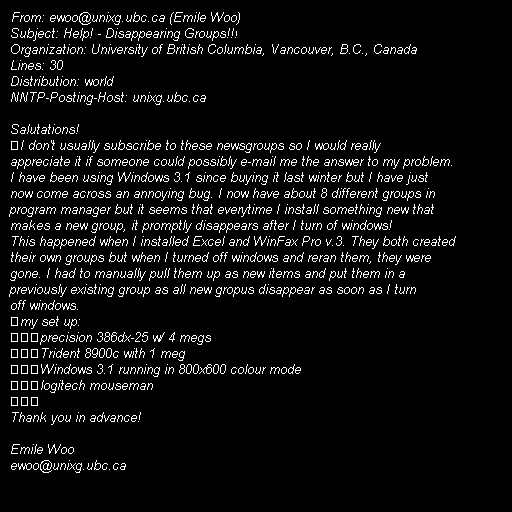 From: ewoo@unixg.ubc.ca (Emile Woo)
Subject: Help! - Disappearing Groups!!!
Organization: University of British Columbia, Vancouver, B.C., Canada
Lines: 30
Distribution: world
NNTP-Posting-Host: unixg.ubc.ca

Salutations!
I don't usually subscribe to these newsgroups so I would really
appreciate it if someone could possibly e-mail me the answer to my problem.
I have been using Windows 3.1 since buying it last winter but I have just
now come across an annoying bug. I now have about 8 different groups in
program manager but it seems that everytime I install something new that
makes a new group, it promptly disappears after I turn of windows!
This happened when I installed Excel and WinFax Pro v.3. They both created
their own groups but when I turned off windows and reran them, they were
gone. I had to manually pull them up as new items and put them in a
previously existing group as all new gropus disappear as soon as I turn
off windows.
my set up:
precision 386dx-25 w/ 4 megs
Trident 8900c with 1 meg
Windows 3.1 running in 800x600 colour mode
logitech mouseman

Thank you in advance!

Emile Woo
ewoo@unixg.ubc.ca